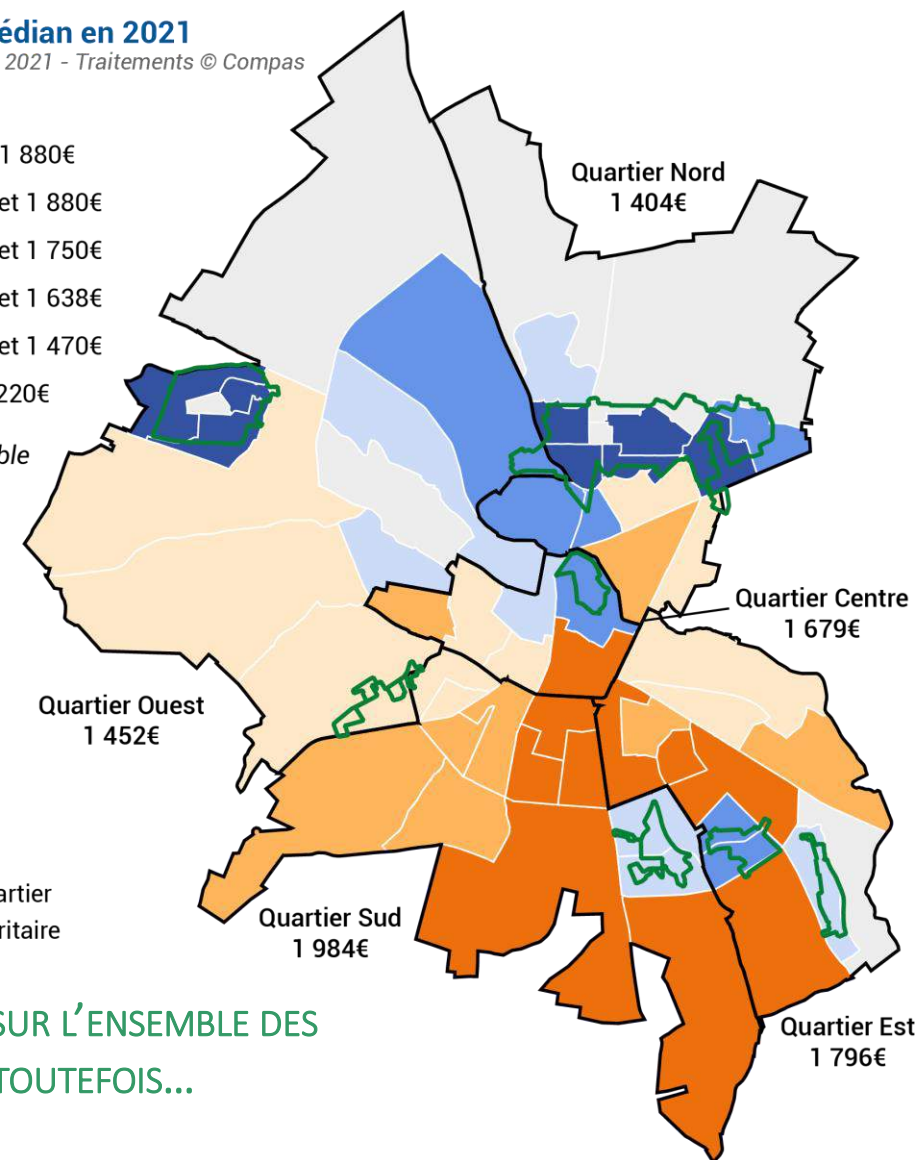 édian en 2021
2021 - Traitements © Compas
1 880€
et 1 880€
et 1 750€
et 1 638€
et 1 470€
220€
ble
Quartier Nord
1 404€
Quartier Centre
1 679€
Quartier Ouest
1 452€
artier
ritaire
Quartier Sud
1 984€
SUR L'ENSEMBLE DES
TOUTEFOIS...
Quartier Est
1 796€